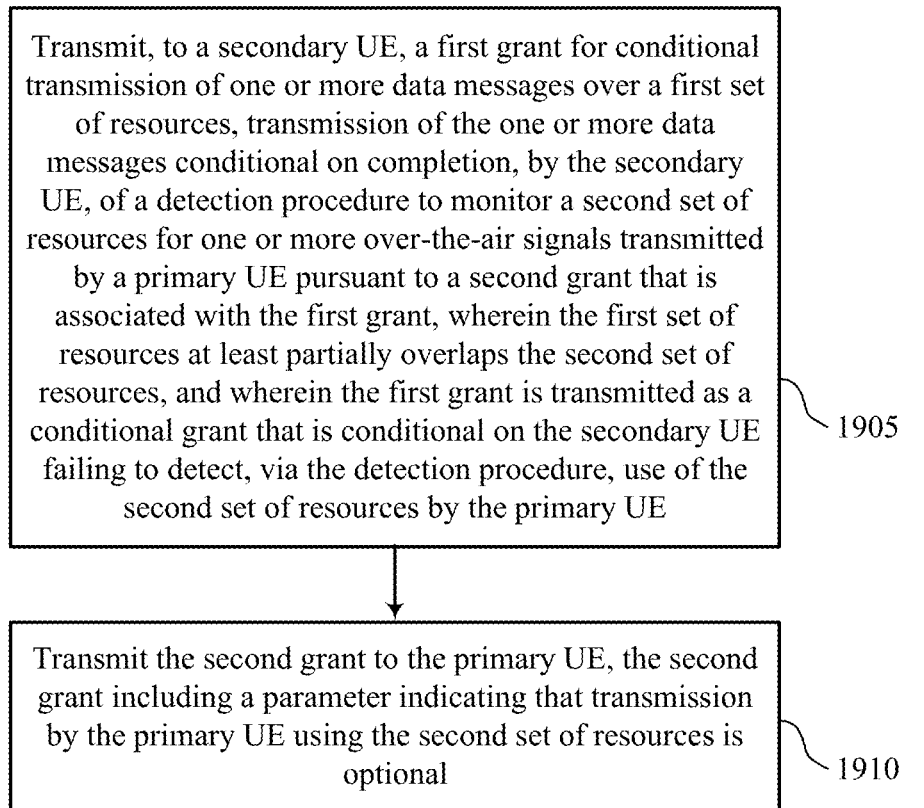 Transmit, to a secondary UE, a first grant for conditional
transmission of one or more data messages over a first set
of resources, transmission of the one or more data
messages conditional on completion, by the secondary
UE, of a detection procedure to monitor a second set of
resources for one or more over-the-air signals transmitted
by a primary UE pursuant to a second grant that is
associated with the first grant, wherein the first set of
resources at least partially overlaps the second set of
resources, and wherein the first grant is transmitted as a
conditional grant that is conditional on the secondary UE
failing to detect, via the detection procedure, use of the
second set of resources by the primary UE
1905
Transmit the second grant to the primary UE, the second
grant including a parameter indicating that transmission
by the primary UE using the second set of resources is
optional
1910